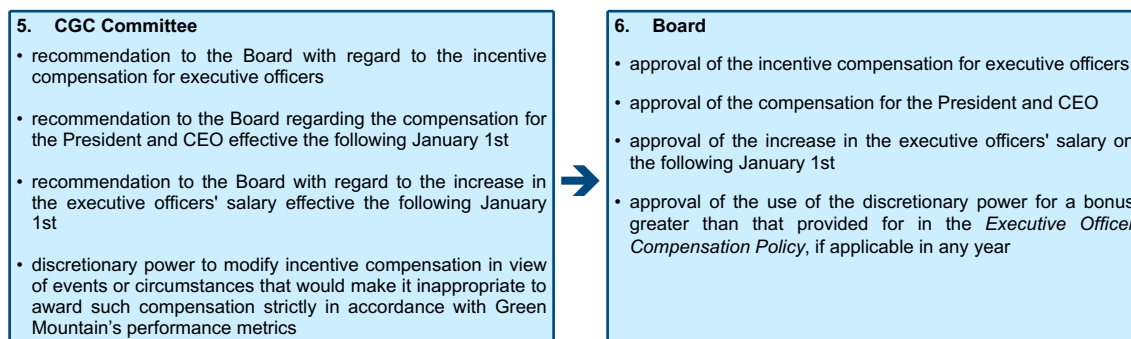 5. CGC Committee
• recommendation to the Board with regard to the incentive
compensation for executive officers
• recommendation to the Board regarding the compensation for
the President and CEO effective the following January 1st
• recommendation to the Board with regard to the increase in
the executive officers' salary effective the following January
1st
• discretionary power to modify incentive compensation in view
of events or circumstances that would make it inappropriate to
award such compensation strictly in accordance with Green
Mountain's performance metrics
6. Board
• approval of the incentive compensation for executive officers
• approval of the compensation for the President and CEO
• approval of the increase in the executive officers' salary on
the following January 1st
• approval of the use of the discretionary power for a bonus
greater than that provided for in the Executive Officer
Compensation Policy, if applicable in any year